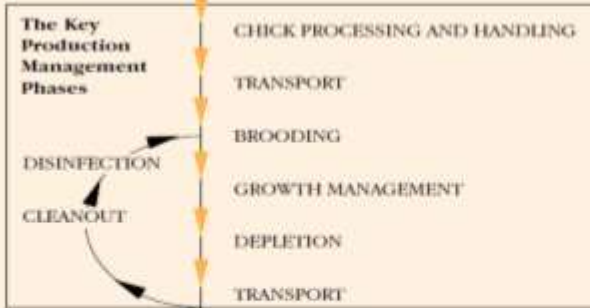 The Key
Production
Management
Phases
CHICK PROCESSING AND HANDLING
TRANSPORT
BROODING
DISINFECTION
GROWTH MANAGEMENT
CLEANOUT
DEPLETION
TRANSPORT